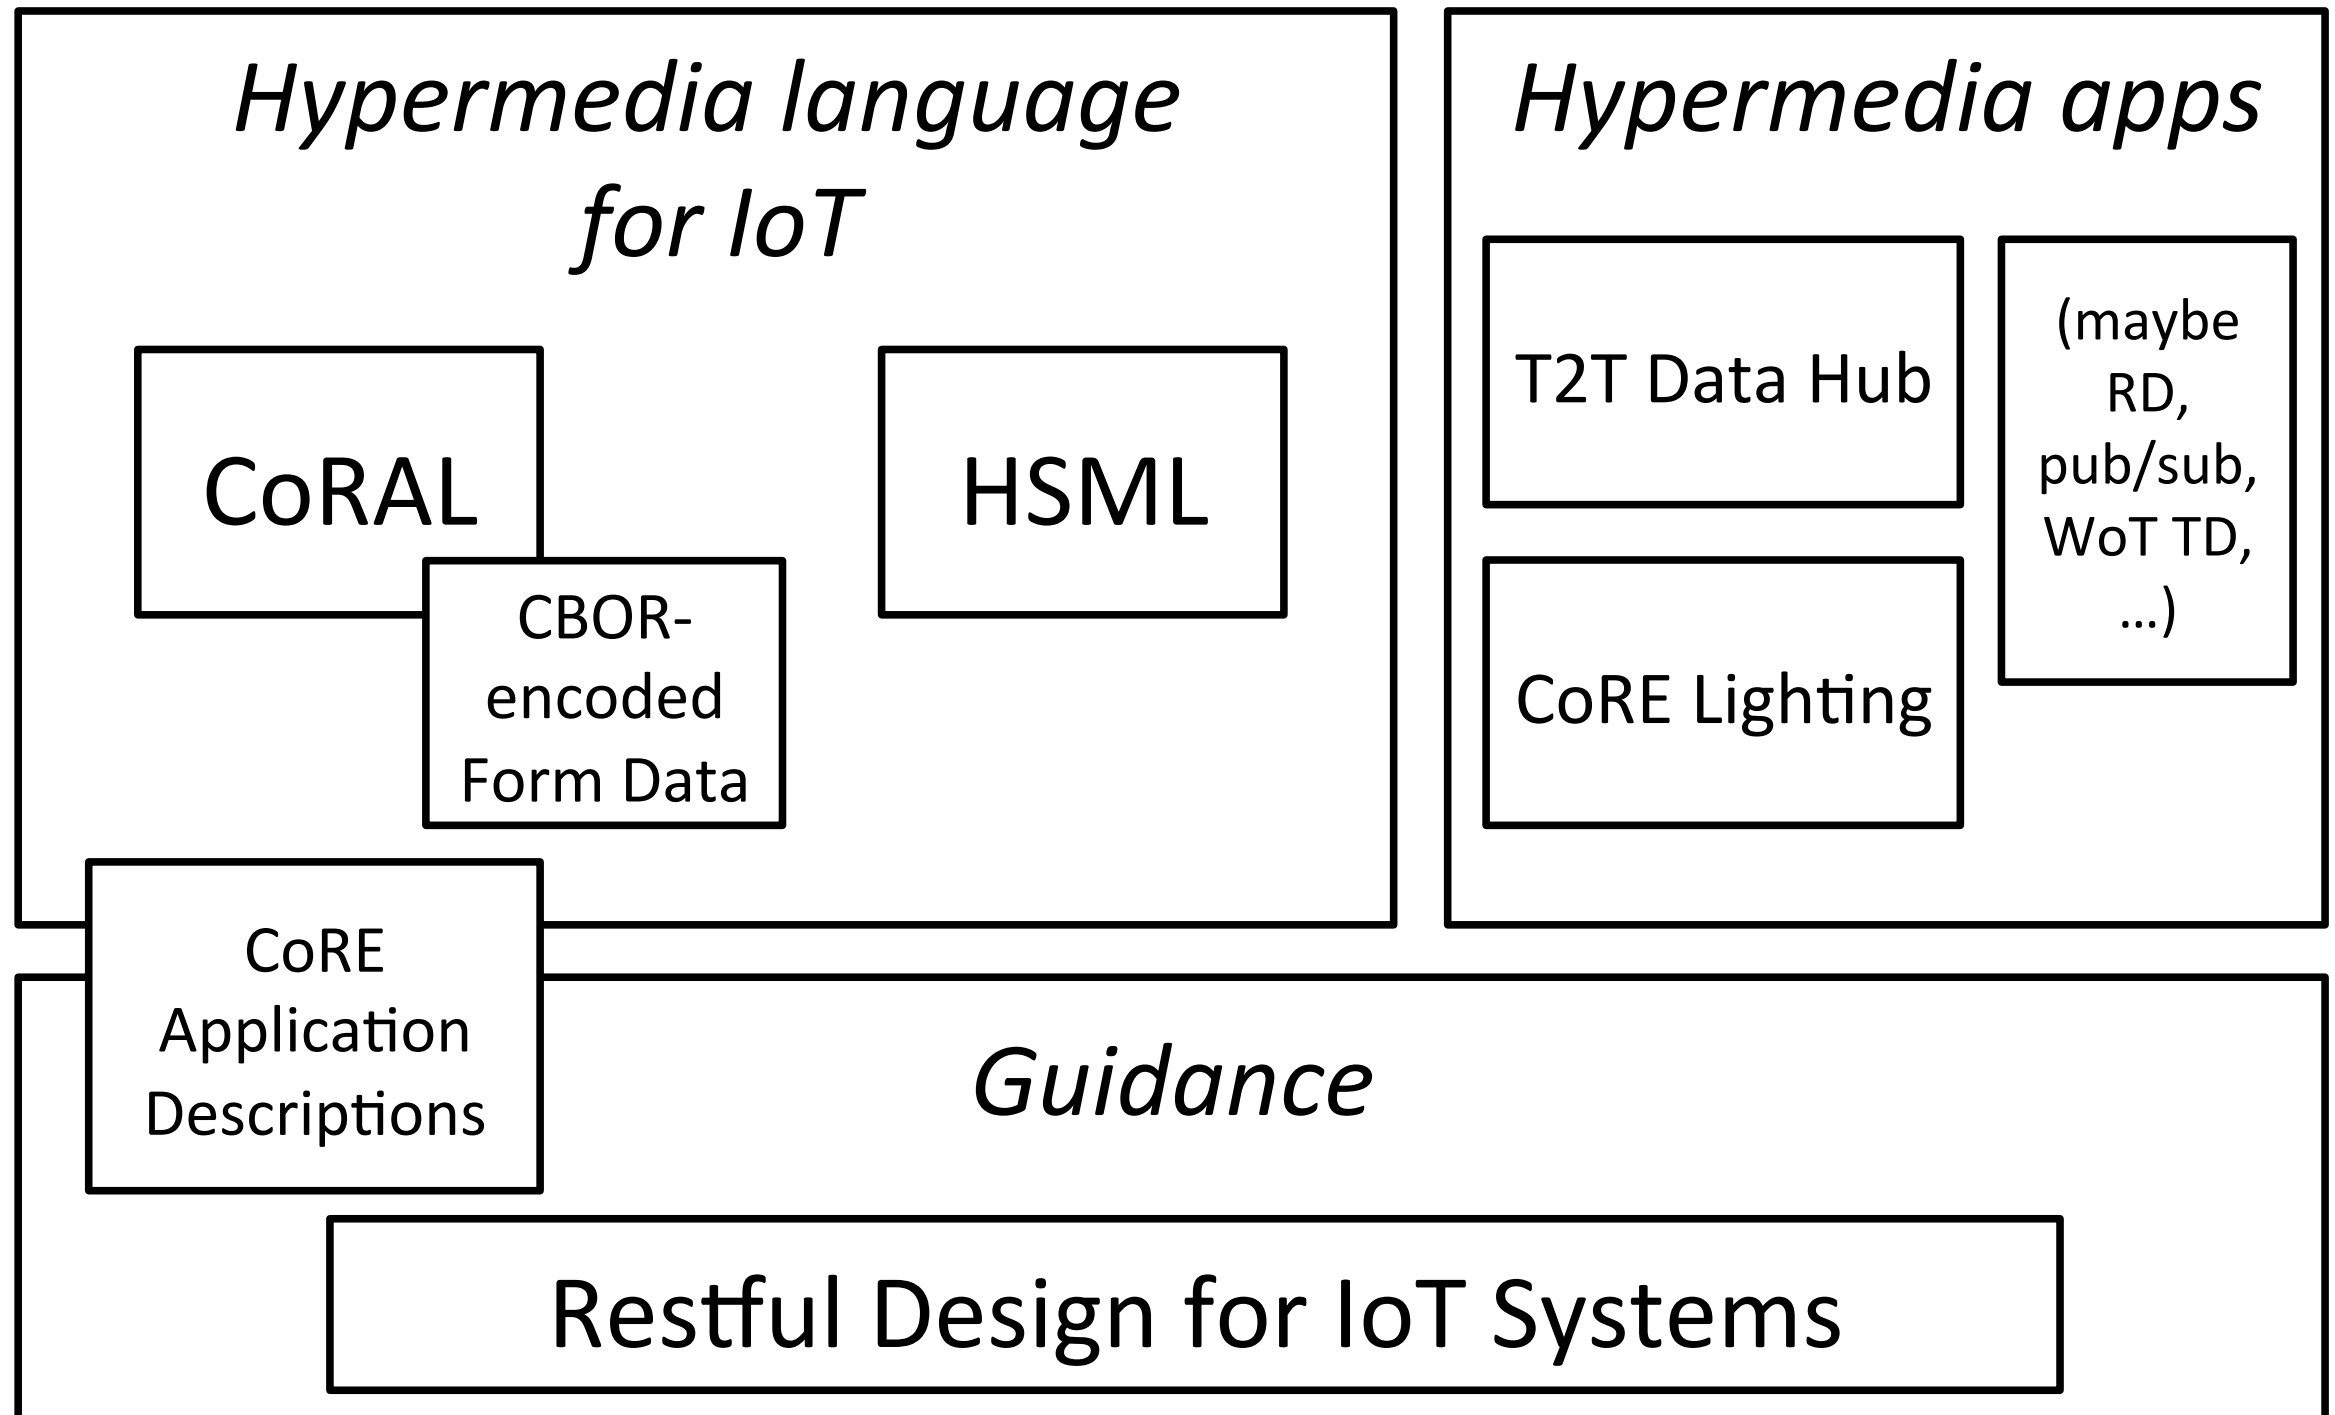 Hypermedia language
for IoT
CoRAL
HSML
CBOR-
encoded
Form Data
Hypermedia apps
T2T Data Hub
CoRE Lighting
(maybe
RD,
pub/sub,
WoT TD,
...)
CoRE
Application
Descriptions
Guidance
Restful Design for IoT Systems